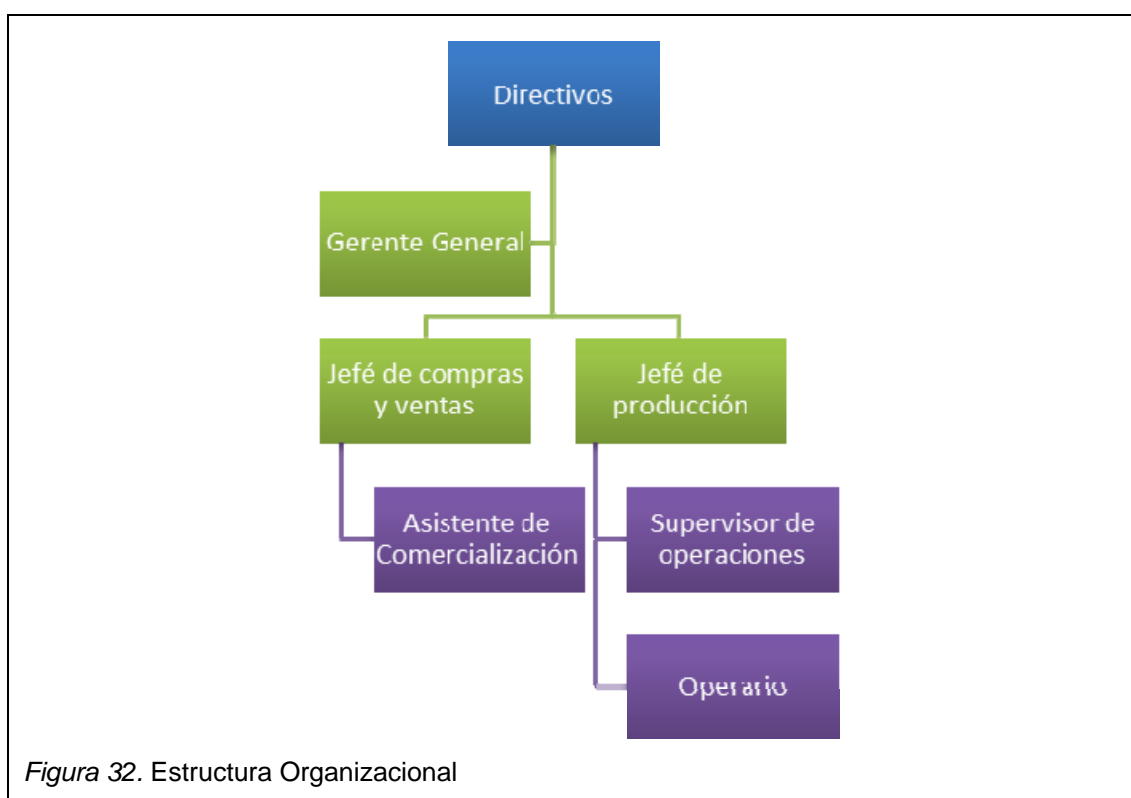 Directivos
Gerente General
Jefé de compras
y ventas
Jefé de
producción
Asistente de
Comercialización
Supervisor de
operaciones
Operario
Figura 32. Estructura Organizacional